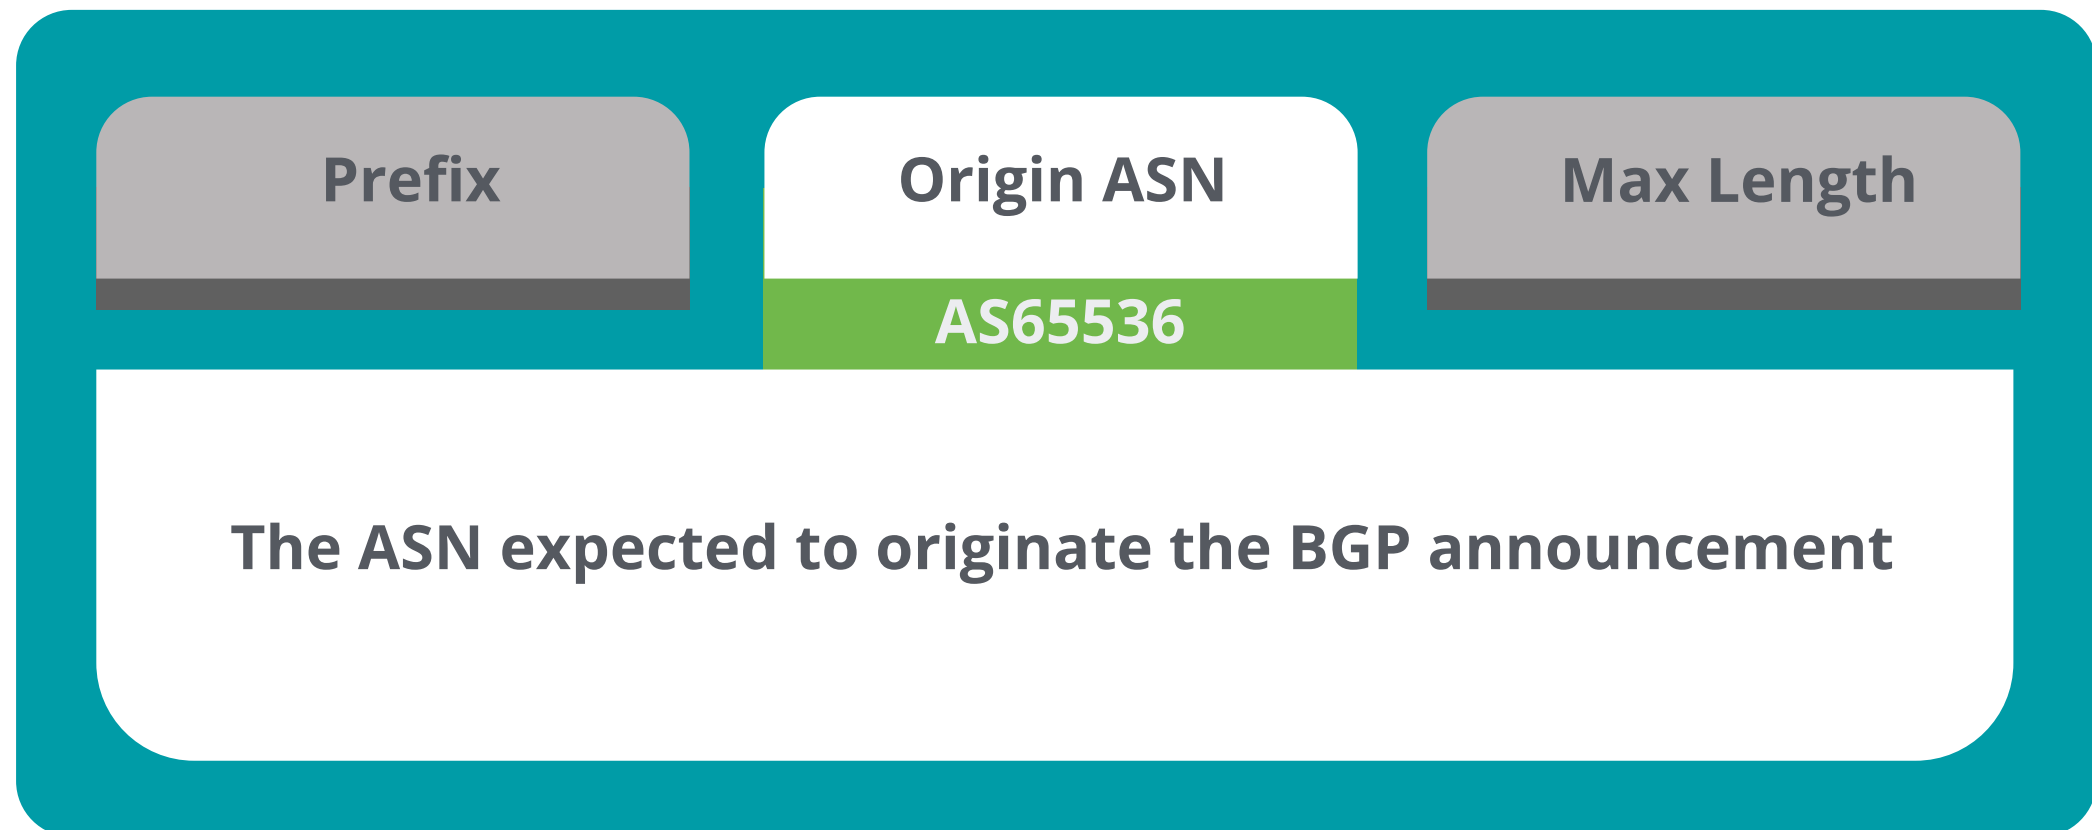 Prefix
Origin ASN
Max Length
AS65536
The ASN expected to originate the BGP announcement